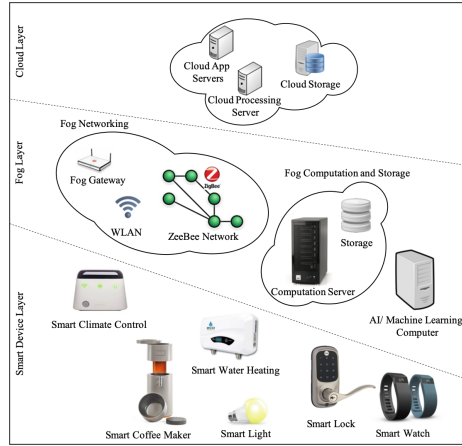 Cloud Layer
Cloud App
Servers
Cloud Storage
Cloud Processing
Server
Fog Layer
Fog Networking
Fog Gateway
WLAN
ZigBee
ZeeBee Network
Fog Computation and Storage
Storage
Computation Server
AI/ Machine Learning
Computer
Smart Device Layer
Smart Climate Control
Smart Water Heating
Smart Coffee Maker
Smart Light
Smart Lock
Smart Watch